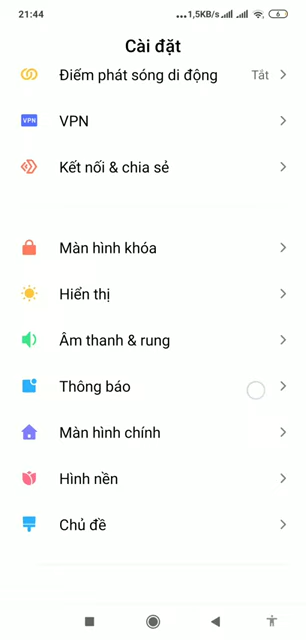 21:44
...1,5KB/s
6
Cài đặt
Điểm phát sóng di động Tắt
VPN VPN
Kết nối & chia sẻ
Màn hình khóa
Hiển thị
Âm thanh & rung
Thông báo
Màn hình chính
Hình nền
Chủ đề